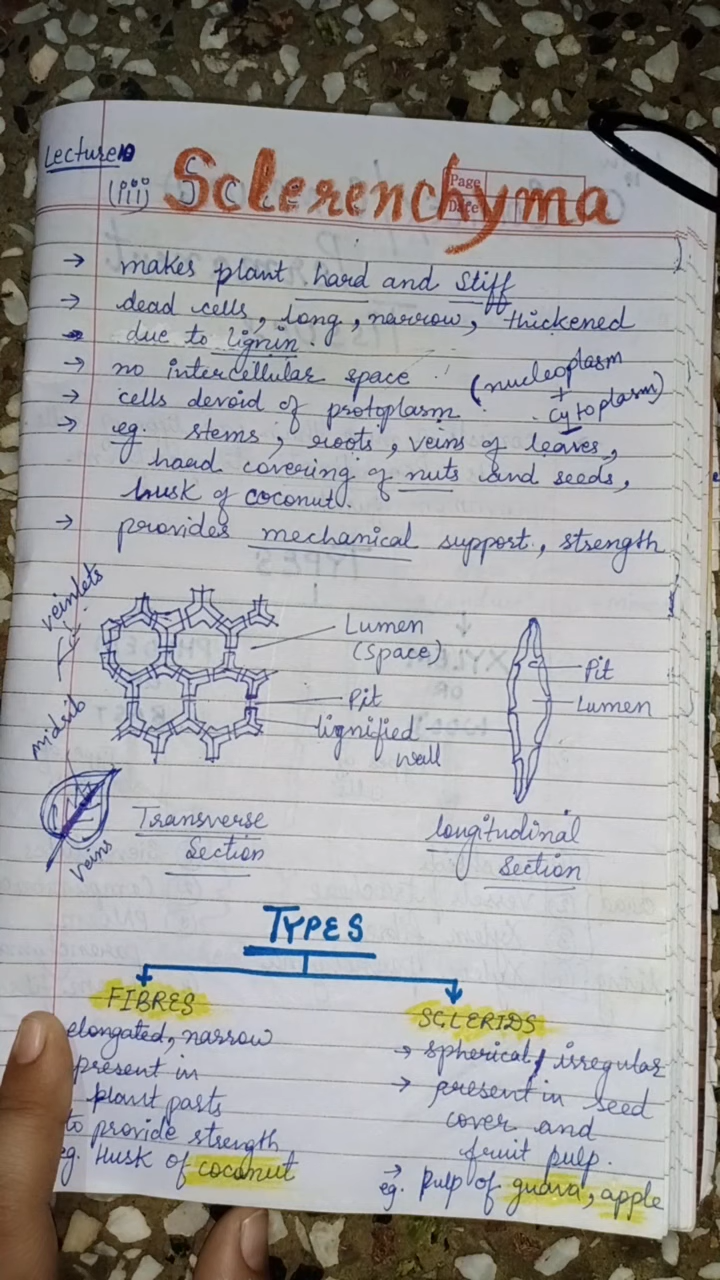 Lecture 10
(Pii) Sclerenchyma
Page
Date
→ makes plant hard and stiff
→ dead cells, long, narrow, thickened
due to lignin.
→ no intercellular space
→ cells devoid of protoplasm (nucleoplasm
+
cytoplasm)
→ eg. stems, roots, veins of leaves,
hard covering of nuts and seeds,
husk of coconut.
→ provides mechanical support, strength
veinlets
midrib
veins
Lumen
(Space)
Pit
lignified
wall
Transverse
Section
Pit
Lumen
longitudinal
Section
TYPES
FIBRES
elongated, narrow
present in
plant parts
to provide strength
eg. Husk of coconut
SCLERIDS
→ spherical, irregular
→ present in seed
cover and
fruit pulp.
→
eg. Pulp of guava, apple